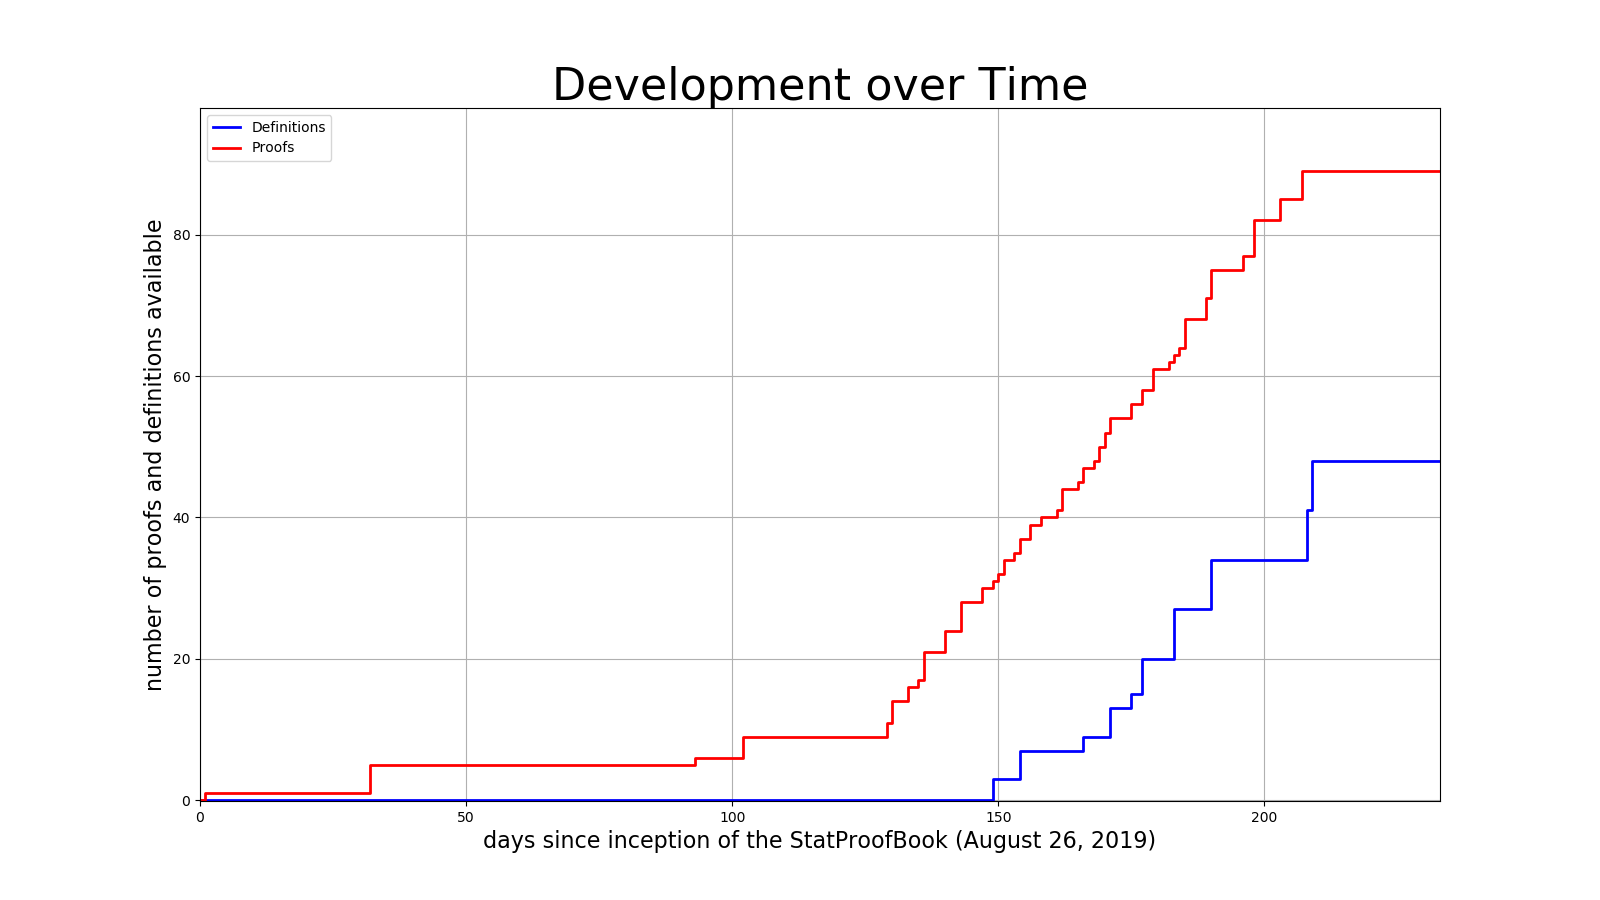 Development over Time
Definitions
Proofs
number of proofs and definitions available
80
60
40
20
0
0 50 100 150 200
days since inception of the StatProofBook (August 26, 2019)